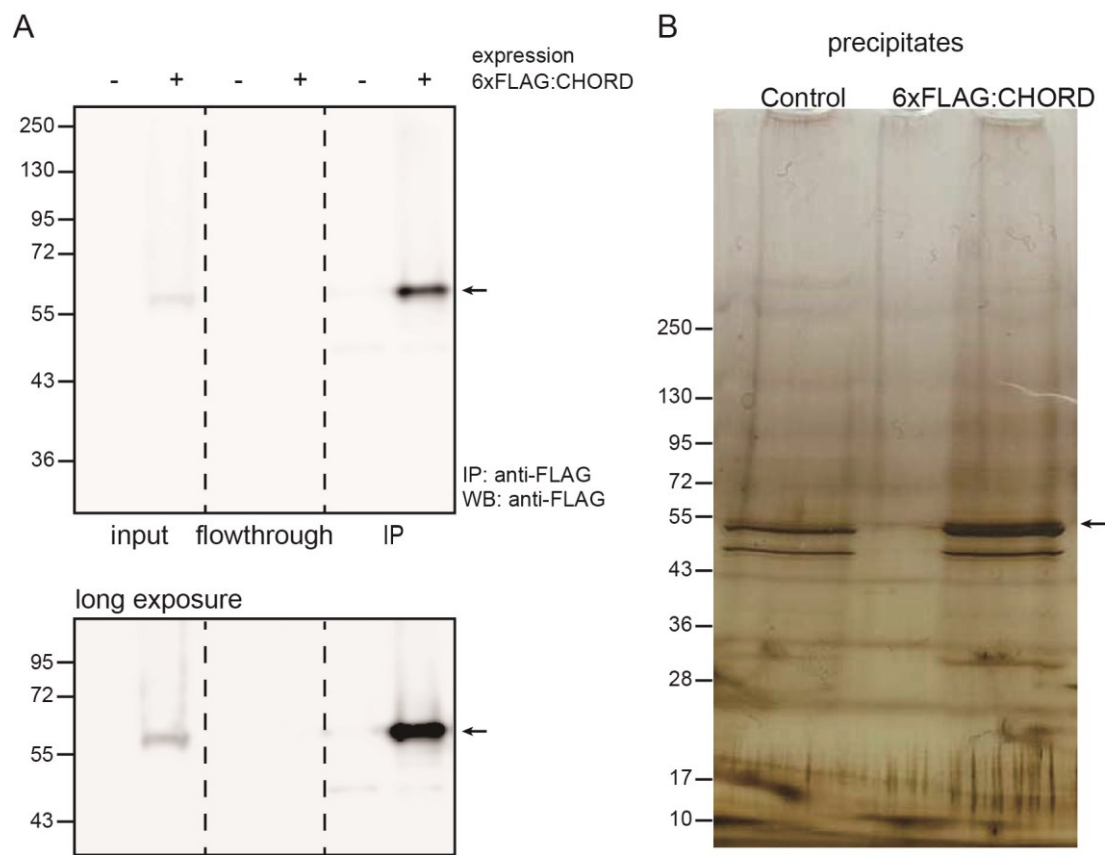 A
expression
- + - + - + 6xFLAG:CHORD
250
130
95
72
55
43
36
IP: anti-FLAG
WB: anti-FLAG
input flowthrough IP
long exposure
95
72
55
43
B
precipitates
Control 6xFLAG:CHORD
250
130
95
72
55
43
36
28
17
10